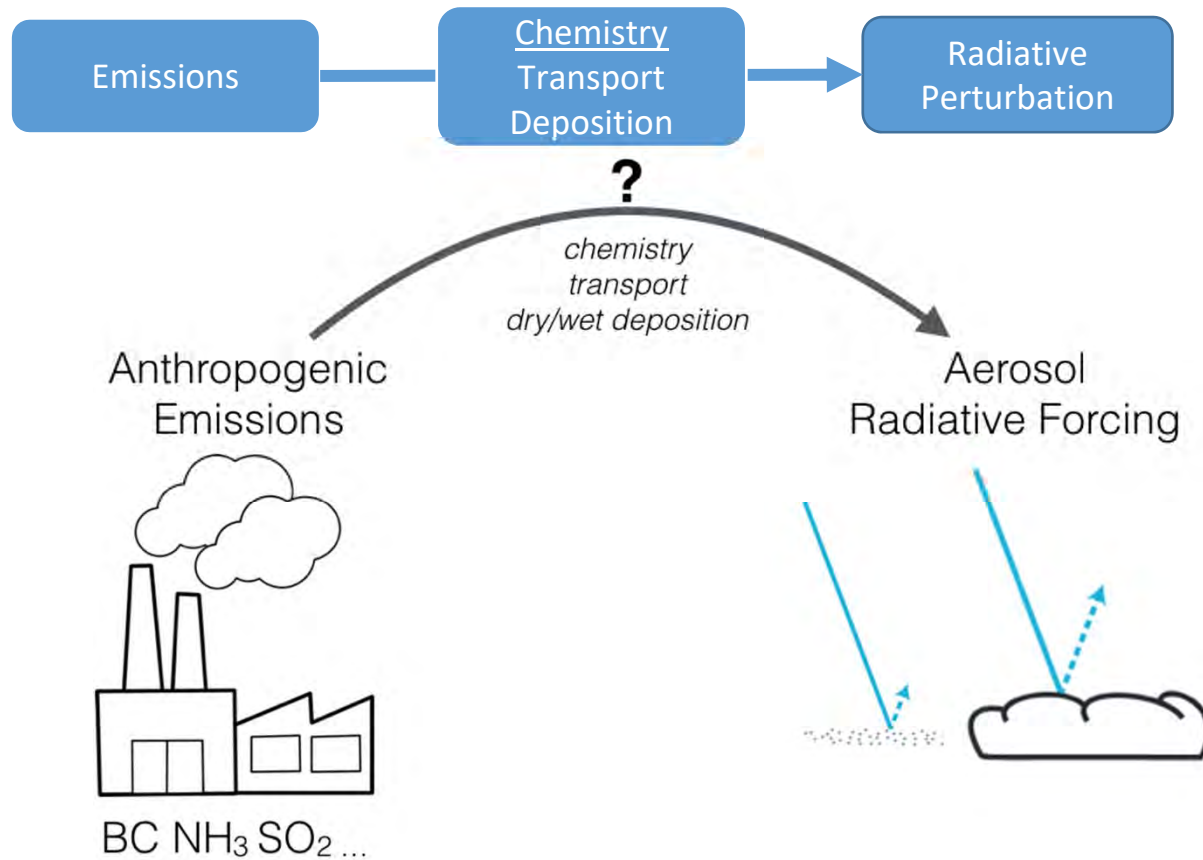 Emissions
Chemistry
Transport
Deposition
Radiative
Perturbation
?
chemistry
transport
dry/wet deposition
Anthropogenic
Emissions
Aerosol
Radiative Forcing
BC NH₃ SO₂ ...